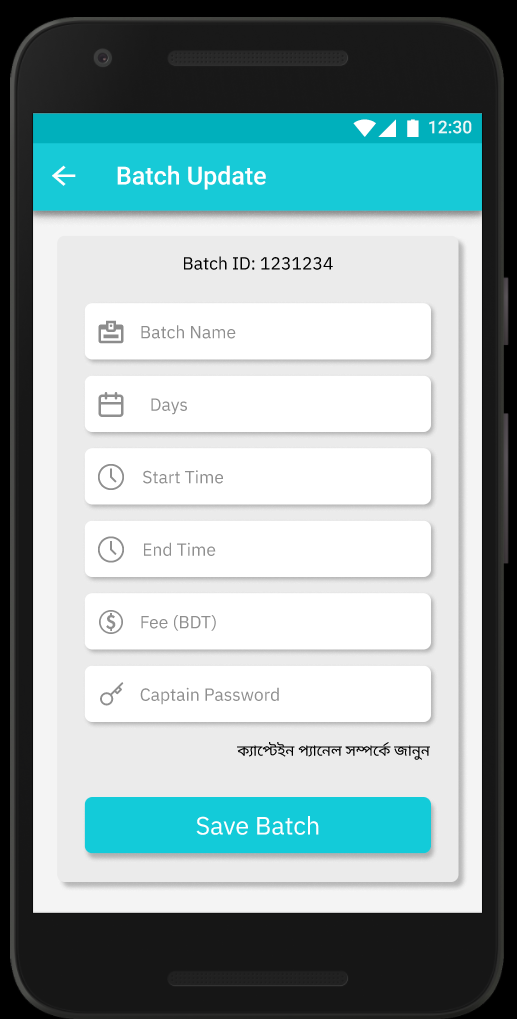 12:30
Batch Update
Batch ID: 1231234
Batch Name
Days
Start Time
End Time
Fee (BDT)
Captain Password
ক্যাপ্টেইন প্যানেল সম্পর্কে জানুন
Save Batch